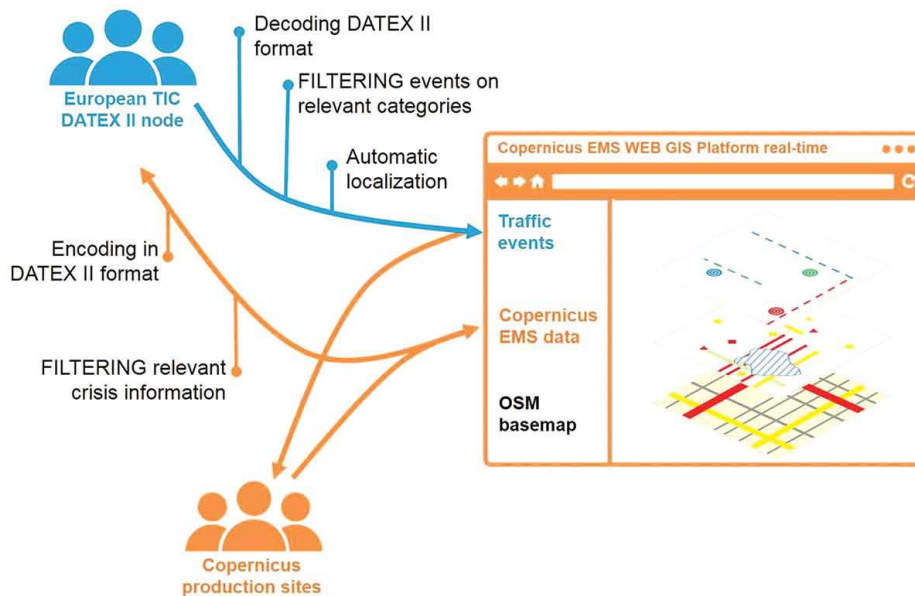 Decoding DATEX II
format
FILTERING events on
relevant categories
European TIC
DATEX II node
Automatic
localization
Encoding in
DATEX II format
FILTERING relevant
crisis information
Copernicus EMS WEB GIS Platform real-time
Traffic
events
Copernicus
EMS data
OSM
basemap
Copernicus
production sites